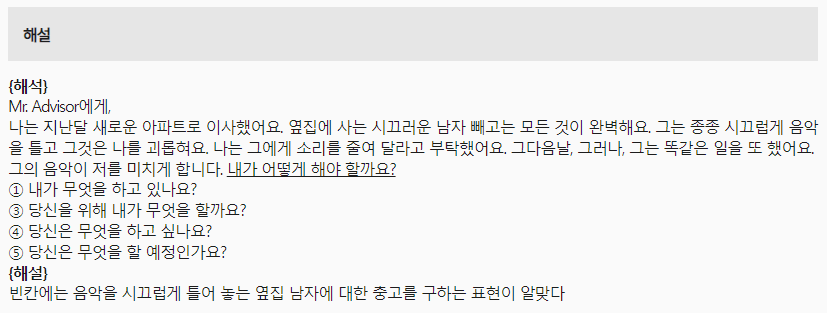 해설
{해석}
Mr. Advisor에게,
나는 지난달 새로운 아파트로 이사했어요. 옆집에 사는 시끄러운 남자 빼고는 모든 것이 완벽해요. 그는 종종 시끄럽게 음악
을 틀고 그것은 나를 괴롭혀요. 나는 그에게 소리를 줄여 달라고 부탁했어요. 그다음날, 그러나, 그는 똑같은 일을 또 했어요.
그의 음악이 저를 미치게 합니다. 내가 어떻게 해야 할까요?
① 내가 무엇을 하고 있나요?
③ 당신을 위해 내가 무엇을 할까요?
④ 당신은 무엇을 하고 싶나요?
⑤ 당신은 무엇을 할 예정인가요?
{해설}
빈칸에는 음악을 시끄럽게 틀어 놓는 옆집 남자에 대한 충고를 구하는 표현이 알맞다